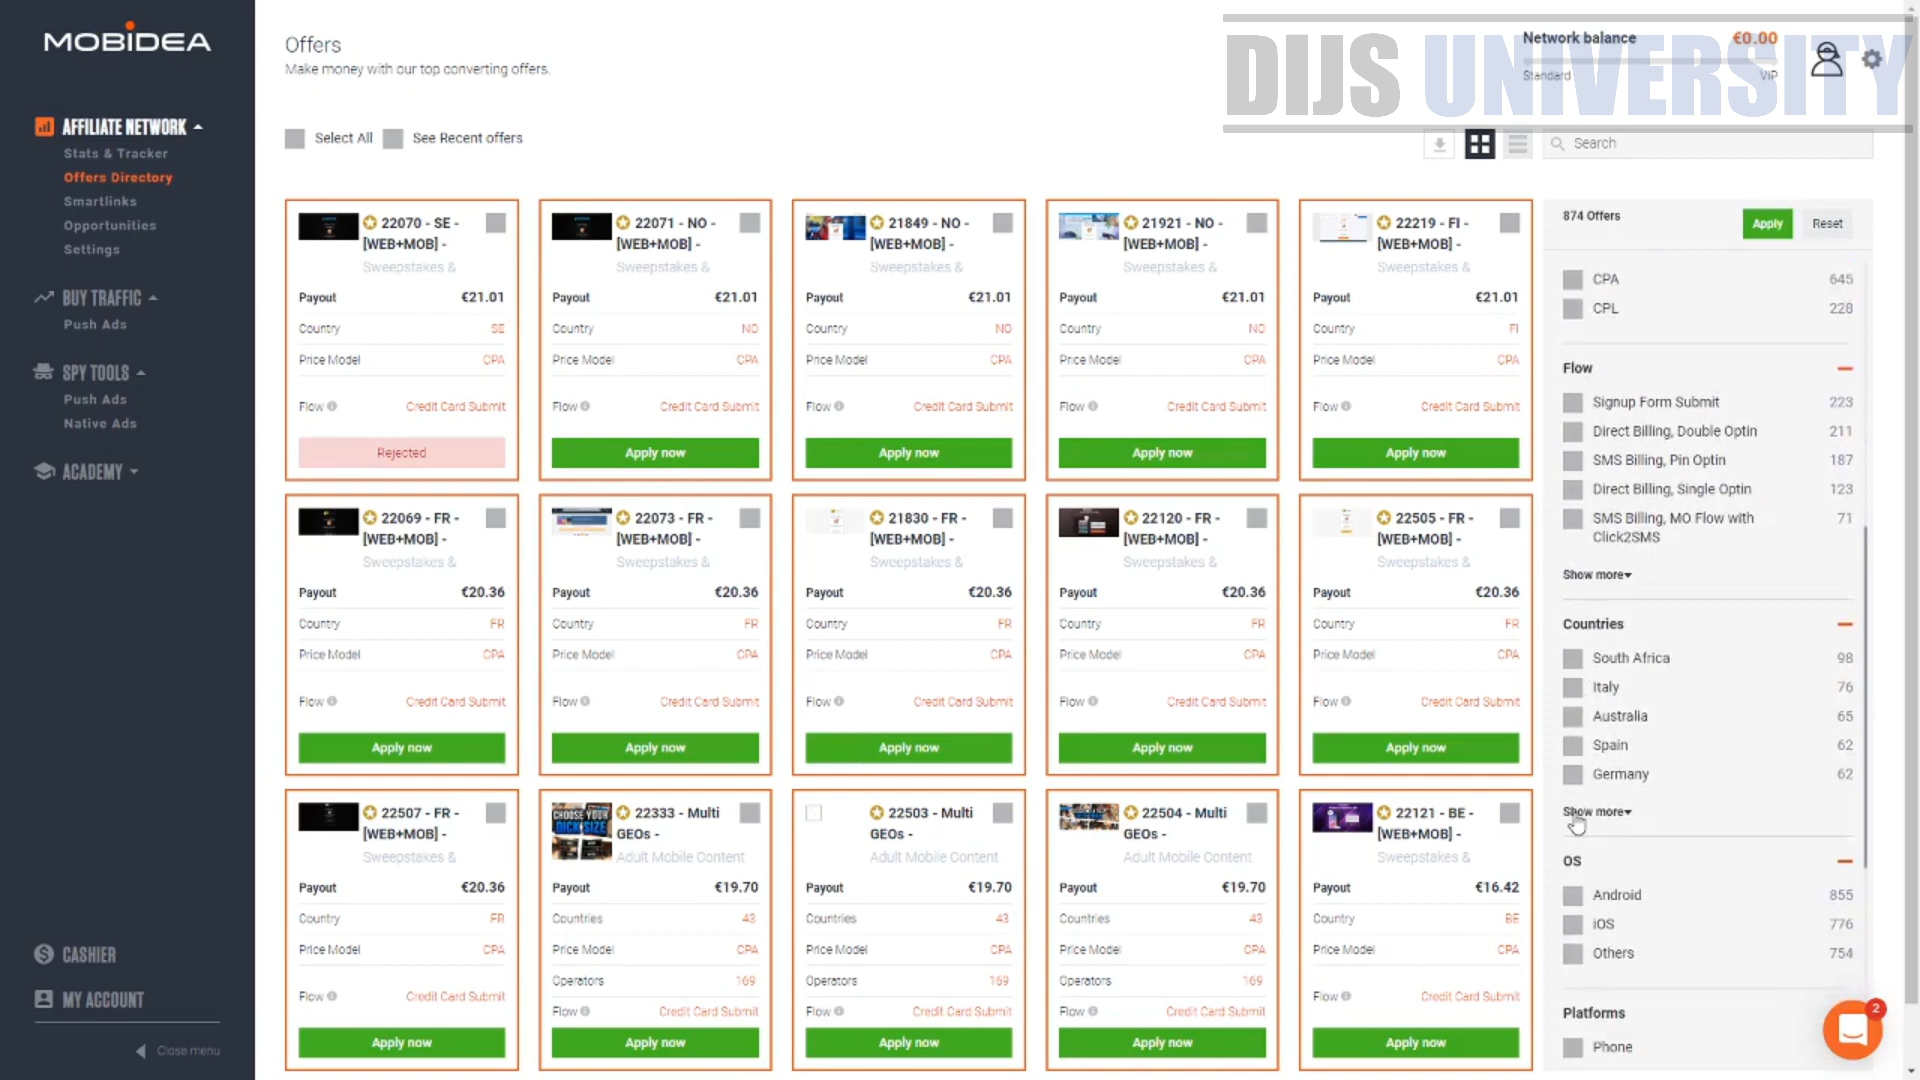 MOBIDEA
AFFILIATE NETWORK
Stats & Tracker
Offers Directory
Smartlinks
Opportunities
Settings
BUY TRAFFIC
Push Ads
SPY TOOLS
Push Ads
Native Ads
ACADEMY
CASHIER
MY ACCOUNT
Close menu
Offers
Make money with our top converting offers.
Network balance €0.00
Standard VIP
DIJS UNIVERSITY
Select All See Recent offers
Search
22070 - SE -
[WEB+MOB] -
Sweepstakes &
Payout €21.01
Country SE
Price Model CPA
Flow Credit Card Submit
Rejected
22071 - NO -
[WEB+MOB] -
Sweepstakes &
Payout €21.01
Country NO
Price Model CPA
Flow Credit Card Submit
Apply now
21849 - NO -
[WEB+MOB] -
Sweepstakes &
Payout €21.01
Country NO
Price Model CPA
Flow Credit Card Submit
Apply now
21921 - NO -
[WEB+MOB] -
Sweepstakes &
Payout €21.01
Country NO
Price Model CPA
Flow Credit Card Submit
Apply now
22219 - FI -
[WEB+MOB] -
Sweepstakes &
Payout €21.01
Country FI
Price Model CPA
Flow Credit Card Submit
Apply now
22069 - FR -
[WEB+MOB] -
Sweepstakes &
Payout €20.36
Country FR
Price Model CPA
Flow Credit Card Submit
Apply now
22073 - FR -
[WEB+MOB] -
Sweepstakes &
Payout €20.36
Country FR
Price Model CPA
Flow Credit Card Submit
Apply now
21830 - FR -
[WEB+MOB] -
Sweepstakes &
Payout €20.36
Country FR
Price Model CPA
Flow Credit Card Submit
Apply now
22120 - FR -
[WEB+MOB] -
Sweepstakes &
Payout €20.36
Country FR
Price Model CPA
Flow Credit Card Submit
Apply now
22505 - FR -
[WEB+MOB] -
Sweepstakes &
Payout €20.36
Country FR
Price Model CPA
Flow Credit Card Submit
Apply now
22507 - FR -
[WEB+MOB] -
Sweepstakes &
Payout €20.36
Country FR
Price Model CPA
Flow Credit Card Submit
Apply now
CHOOSE YOUR
DICK SIZE
22333 - Multi
GEOs -
Adult Mobile Content
Payout €19.70
Countries 43
Price Model CPA
Operators 169
Flow Credit Card Submit
Apply now
22503 - Multi
GEOs -
Adult Mobile Content
Payout €19.70
Countries 43
Price Model CPA
Operators 169
Flow Credit Card Submit
Apply now
22504 - Multi
GEOs -
Adult Mobile Content
Payout €19.70
Countries 43
Price Model CPA
Operators 169
Flow Credit Card Submit
Apply now
22121 - BE -
[WEB+MOB] -
Sweepstakes &
Payout €16.42
Country BE
Price Model CPA
Flow Credit Card Submit
Apply now
874 Offers Apply Reset
CPA 645
CPL 228
Flow
Signup Form Submit 223
Direct Billing, Double Optin 211
SMS Billing, Pin Optin 187
Direct Billing, Single Optin 123
SMS Billing, MO Flow with 71
Click2SMS
Show more
Countries
South Africa 98
Italy 76
Australia 65
Spain 62
Germany 62
Show more
OS
Android 855
iOS 776
Others 754
Platforms
Phone
2